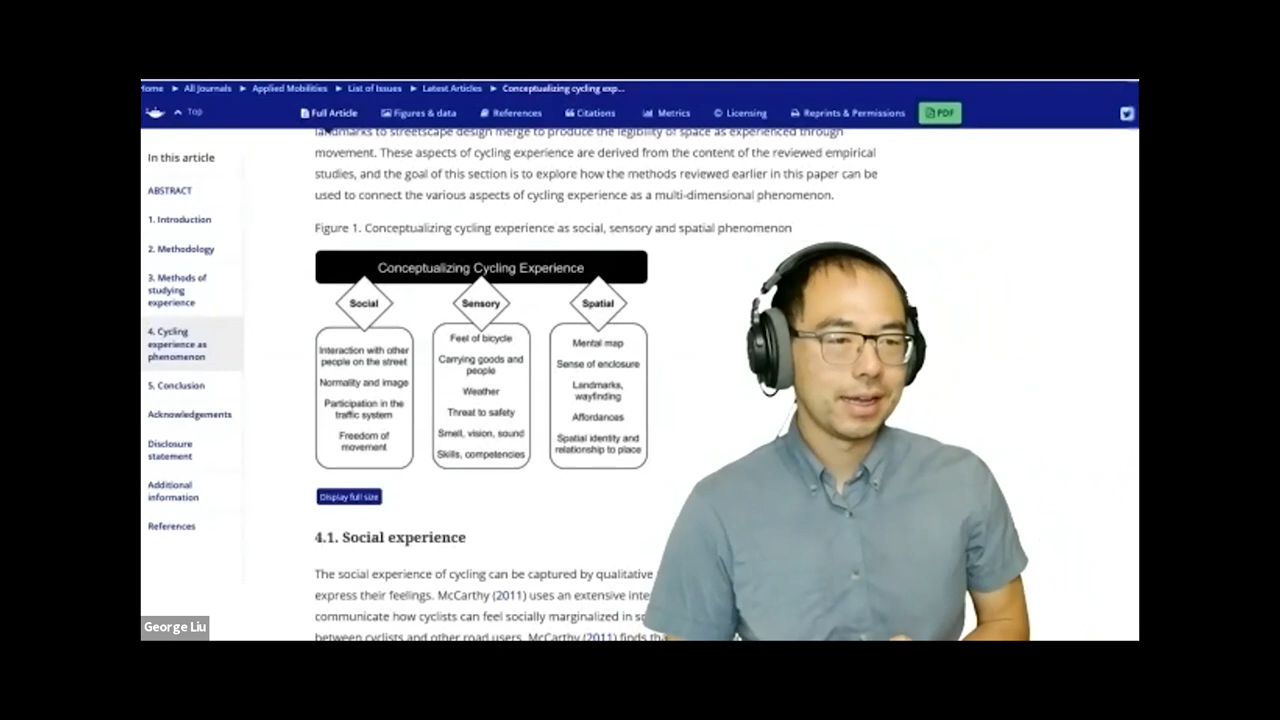 Home ▶ All Journals ▶ Applied Mobilities ▶ List of Issues ▶ Latest Articles ▶ Conceptualizing cycling exp...
Top
Full Article Figures & data References Citations Metrics Licensing Reprints & Permissions PDF
In this article
ABSTRACT
1. Introduction
2. Methodology
3. Methods of
studying
experience
4. Cycling
experience as
phenomenon
5. Conclusion
Acknowledgements
Disclosure
statement
Additional
information
References
landmarks to streetscape design merge to produce the legibility of space as experienced through
movement. These aspects of cycling experience are derived from the content of the reviewed empirical
studies, and the goal of this section is to explore how the methods reviewed earlier in this paper can be
used to connect the various aspects of cycling experience as a multi-dimensional phenomenon.
Figure 1. Conceptualizing cycling experience as social, sensory and spatial phenomenon
Conceptualizing Cycling Experience
Social
Interaction with other
people on the street
Normality and image
Participation in the
traffic system
Freedom of
movement
Sensory
Feel of bicycle
Carrying goods and
people
Weather
Threat to safety
Smell, vision, sound
Skills, competencies
Spatial
Mental map
Sense of enclosure
Landmarks,
wayfinding
Affordances
Spatial identity and
relationship to place
Display full size
4.1. Social experience
The social experience of cycling can be captured by qualitative
express their feelings. McCarthy (2011) uses an extensive
communicate how cyclists can feel socially marginalized in
between cyclists and other road users. McCarthy (2011) finds
George Liu